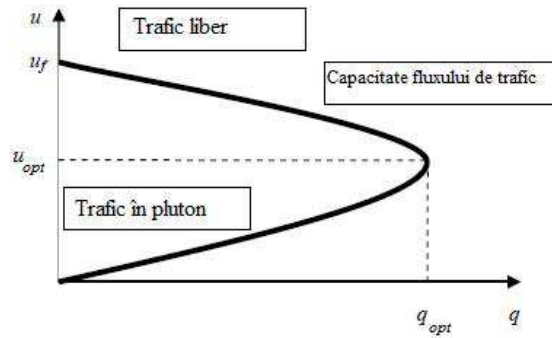 u
Trafic liber
u_f
Capacitate fluxului de trafic
u_opt
Trafic în pluton
q_opt
q